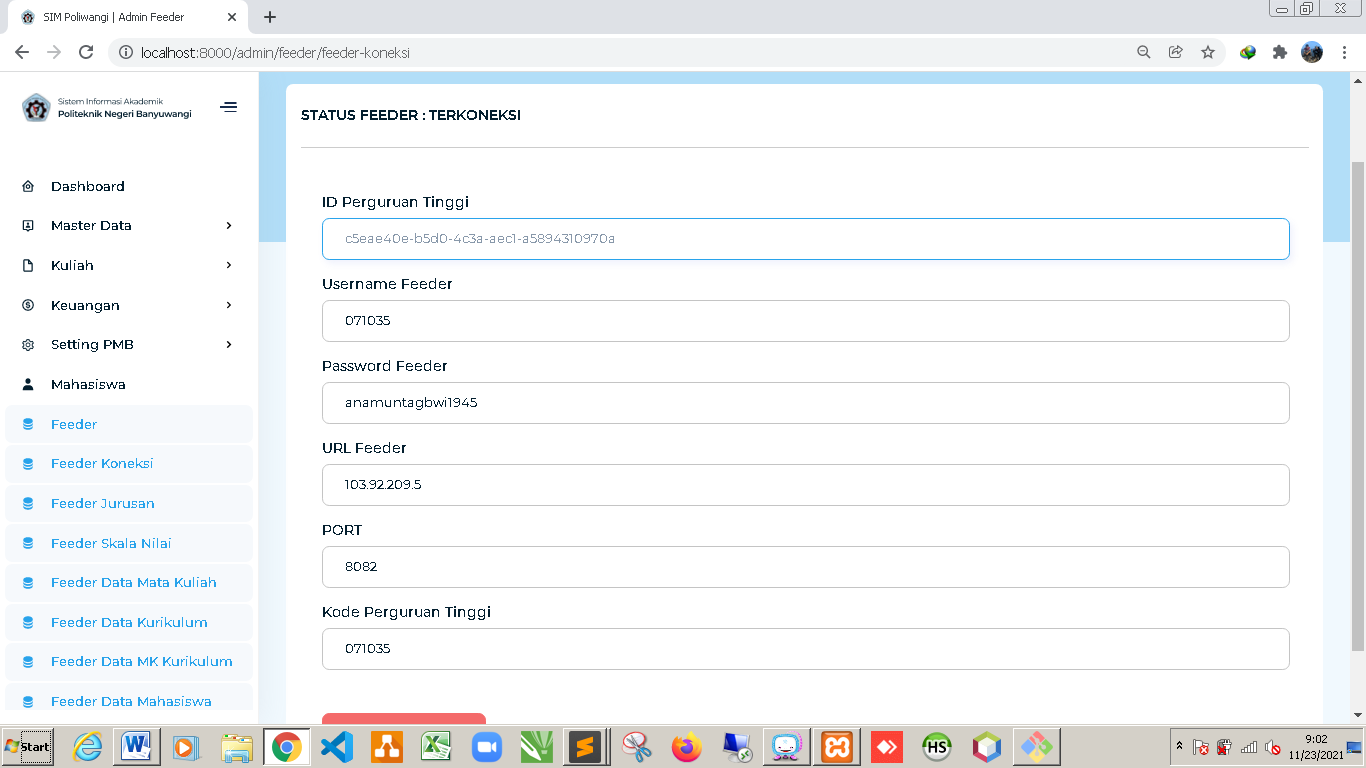 SIM Poliwangi | Admin Feeder
localhost:8000/admin/feeder/feeder-koneksi
Sistem Informasi Akademik
Politeknik Negeri Banyuwangi
Dashboard
Master Data
Kuliah
Keuangan
Setting PMB
Mahasiswa
Feeder
Feeder Koneksi
Feeder Jurusan
Feeder Skala Nilai
Feeder Data Mata Kuliah
Feeder Data Kurikulum
Feeder Data MK Kurikulum
Feeder Data Mahasiswa
STATUS FEEDER : TERKONEKSI
ID Perguruan Tinggi
c5eae40e-b5d0-4c3a-aec1-a5894310970a
Username Feeder
071035
Password Feeder
anamuntagbwi1945
URL Feeder
103.92.209.5
PORT
8082
Kode Perguruan Tinggi
071035
Start
HS
9:02
11/23/2021